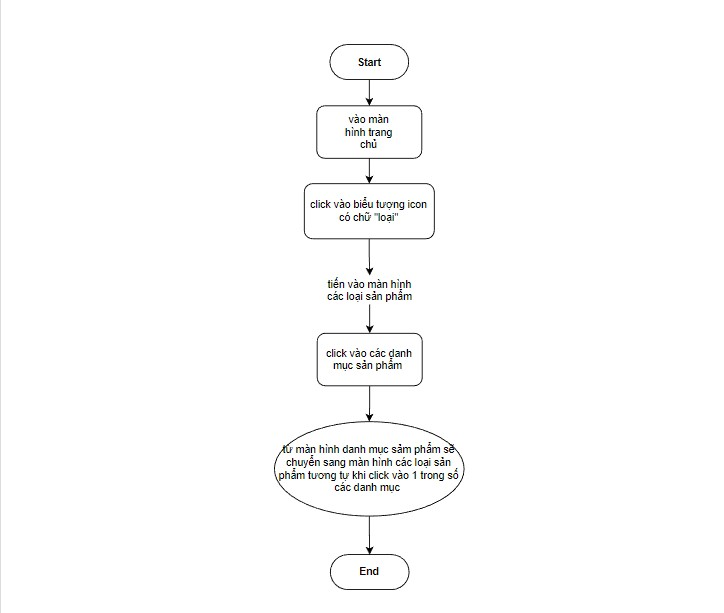 Start
vào màn
hình trang
chủ
click vào biểu tượng icon
có chữ "loại"
tiến vào màn hình
các loại sản phẩm
click vào các danh
mục sản phẩm
từ màn hình danh mục sảm phẩm sẽ
chuyển sang màn hình các loại sản
phẩm tương tự khi click vào 1 trong số
các danh mục
End